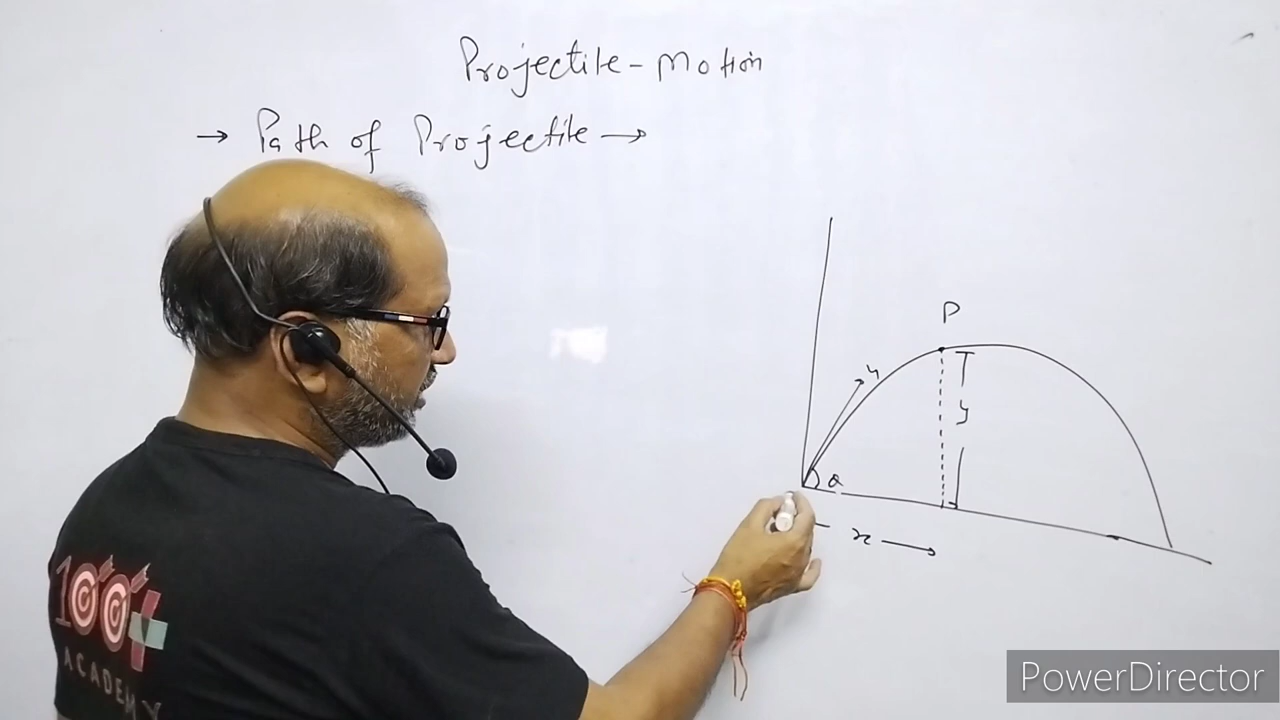 Projectile-Motion
→ Path of Projectile →
P
u
y
θ
x →
100+
ACADEMY
PowerDirector